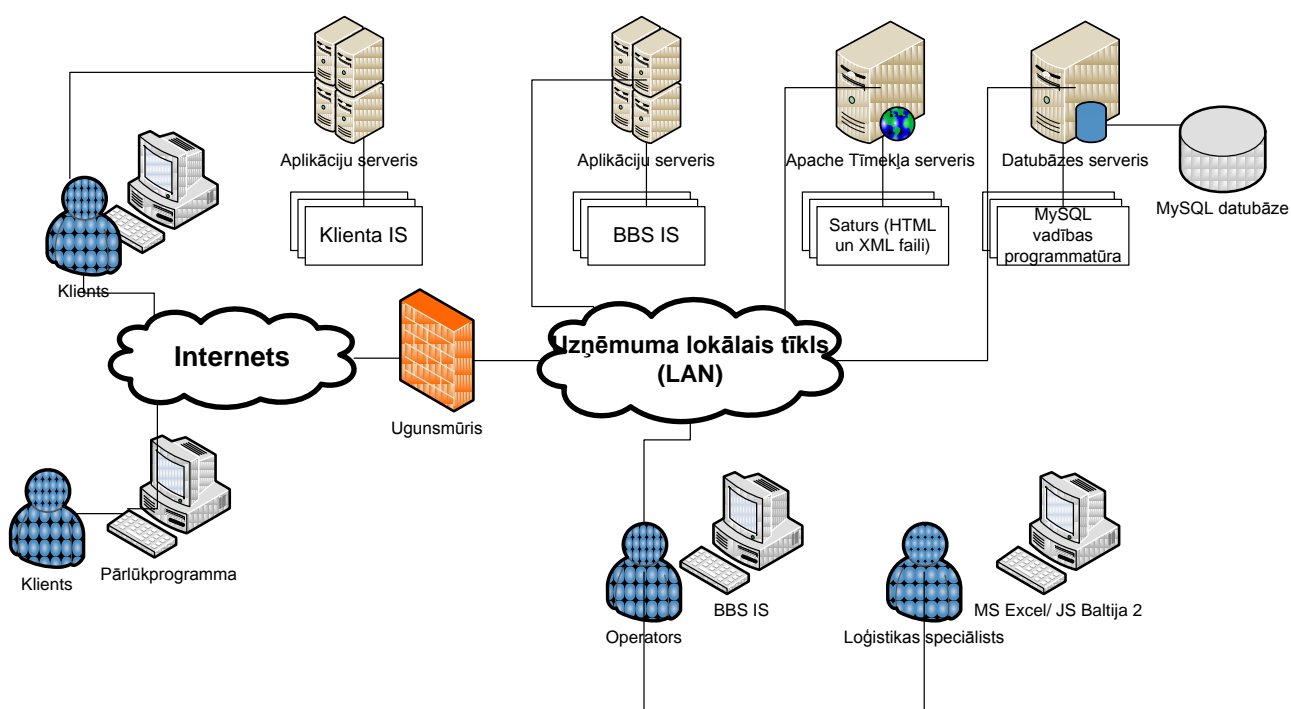 Aplikāciju serveris
Aplikāciju serveris
Apache Tīmekļa serveris
Datubāzes serveris
MySQL datubāze
Klienta IS
BBS IS
Saturs (HTML
un XML faili)
MySQL
vadības
programmatūra
Klients
Internets
Ugunsmūris
Uzņēmuma lokālais tīkls
(LAN)
Klients
Pārlūkprogramma
Operators
BBS IS
Loģistikas speciālists
MS Excel/ JS Baltija 2